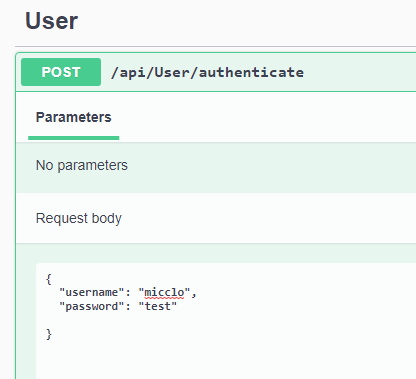 User
POST /api/User/authenticate
Parameters
No parameters
Request body
{
"username": "micclo",
"password": "test"
}